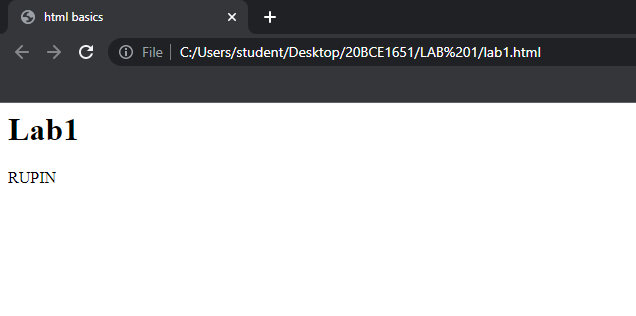 html basics
File C:/Users/student/Desktop/20BCE1651/LAB%201/lab1.html
Lab1
RUPIN